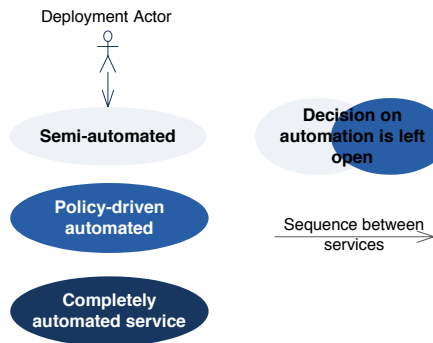 Deployment Actor
Semi-automated
Decision on
automation is left
open
Policy-driven
automated
Sequence between
services
Completely
automated service